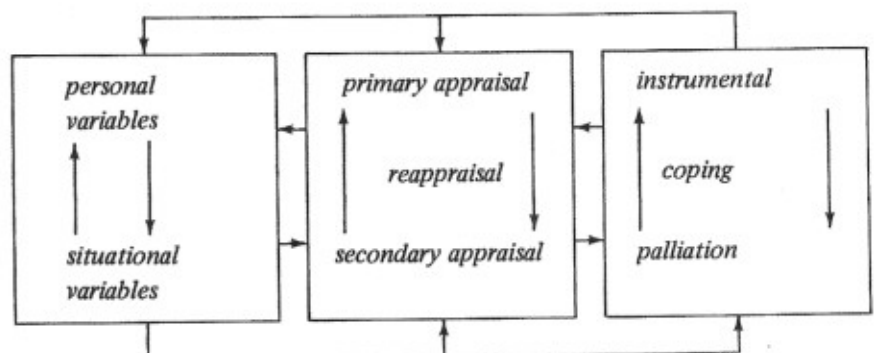 personal
variables
situational
variables
primary appraisal
reappraisal
secondary appraisal
instrumental
coping
palliation